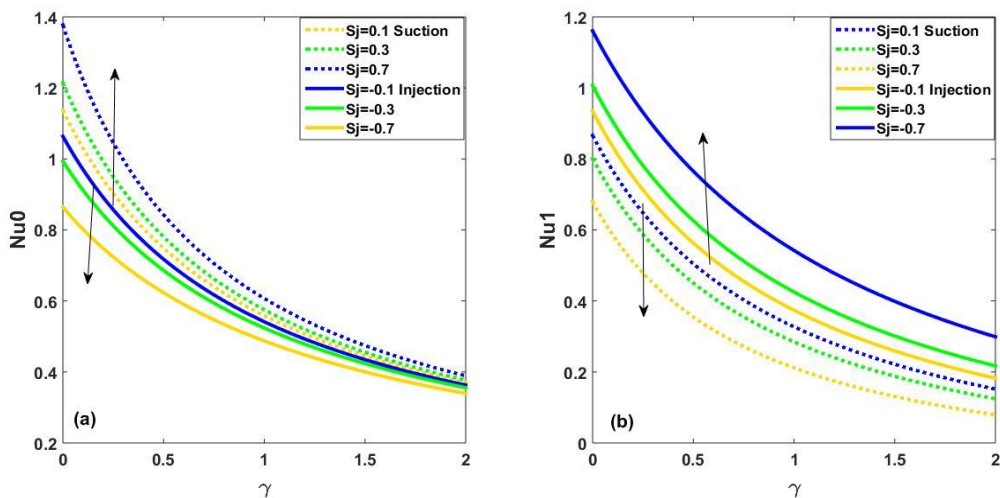 1.4
1.2
1
0.8
0.6
0.4
0.2
Nu0
Sj=0.1 Suction
Sj=0.3
Sj=0.7
Sj=-0.1 Injection
Sj=-0.3
Sj=-0.7
(a)
0 0.5 1 1.5 2
γ
1.2
1
0.8
0.6
0.4
0.2
0
Nu1
Sj=0.1 Suction
Sj=0.3
Sj=0.7
Sj=-0.1 Injection
Sj=-0.3
Sj=-0.7
(b)
0 0.5 1 1.5 2
γ